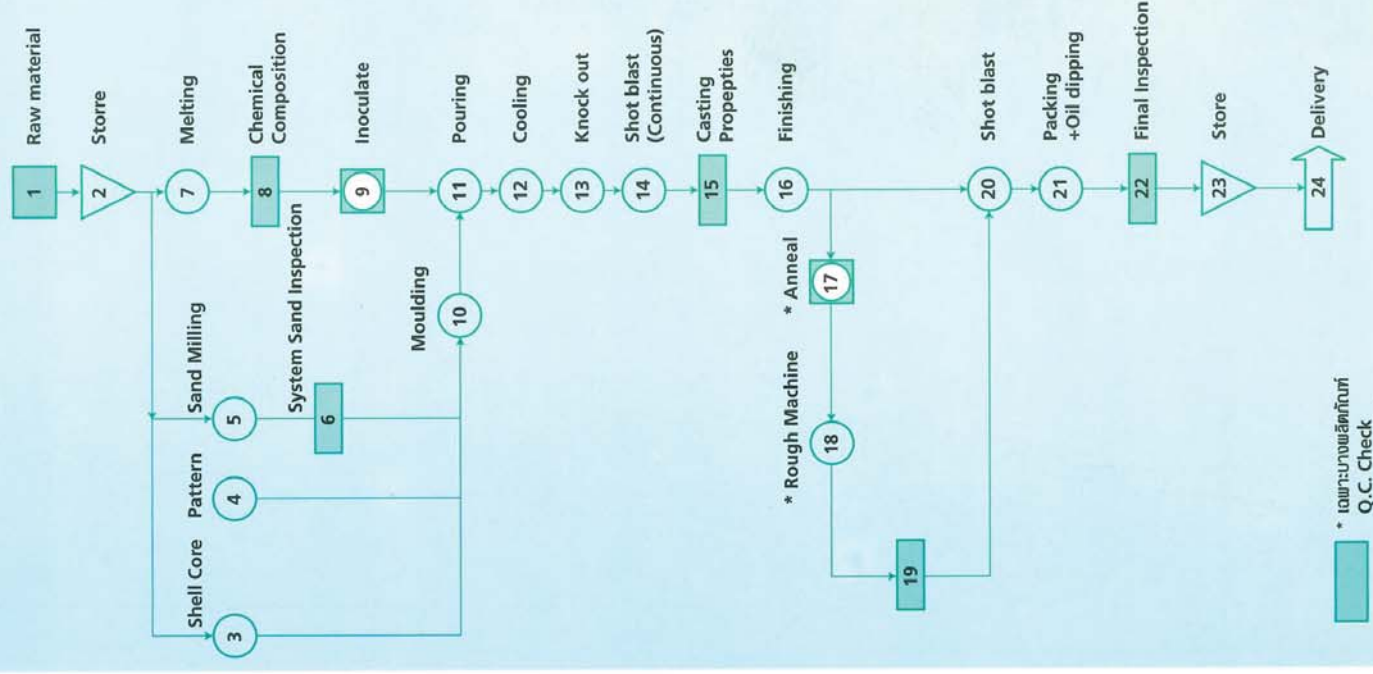 1
Raw material
2
Storre
7
Melting
8
Chemical
Composition
9
Inoculate
Shell Core
3
Pattern
4
Sand Milling
5
System Sand Inspection
6
Moulding
10
11
Pouring
12
Cooling
13
Knock out
14
Shot blast
(Continuous)
15
Casting
Propepties
16
Finishing
* Anneal
17
* Rough Machine
18
19
20
Shot blast
21
Packing
+Oil dipping
22
Final Inspection
23
Store
24
Delivery
* เฉพาะบางผลิตภัณฑ์
Q.C. Check